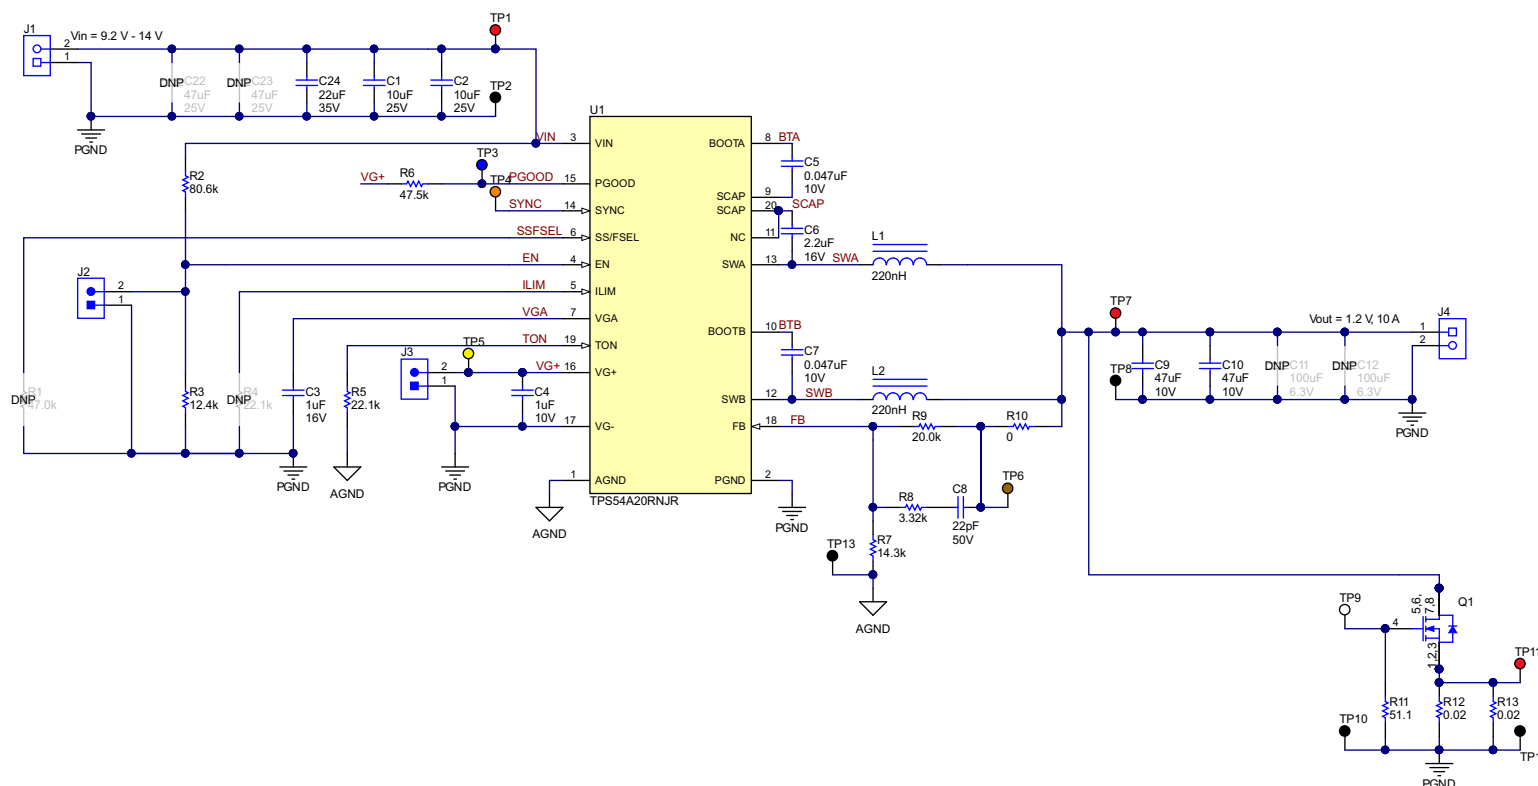 J1
Vin = 9.2 V - 14 V
2
1
TP1
TP2
DNP C22
47uF
25V
DNP C23
47uF
25V
C24
22uF
35V
C1
10uF
25V
C2
10uF
25V
PGND
U1
VIN 3 VIN
R2
80.6k
VG+
R6
47.5k
TP3
PGOOD 15 PGOOD
TP4
SYNC 14 SYNC
SSFSEL 6 SS/FSEL
EN 4 EN
ILIM 5 ILIM
VGA 7 VGA
TON 19 TON
VG+ 16 VG+
17 VG-
1 AGND
J2
2
1
J3
2
1
TP5
DNP R1
47.0k
R3
12.4k
DNP R4
22.1k
C3
1uF
16V
R5
22.1k
C4
1uF
10V
PGND
AGND
PGND
AGND
TPS54A20RNJR
BOOTA 8 BTA
C5
0.047uF
10V
SCAP 9
SCAP 20 SCAP
NC 11
C6
2.2uF
16V
SWA 13 SWA
L1
220nH
BOOTB 10 BTB
C7
0.047uF
10V
SWB 12 SWB
L2
220nH
FB 18 FB
R9
20.0k
R10
0
PGND 2
PGND
R8
3.32k
C8
22pF
50V
TP6
TP13
R7
14.3k
AGND
TP7
TP8
Vout = 1.2 V, 10 A
J4
1
2
C9
47uF
10V
C10
47uF
10V
DNP C11
100uF
6.3V
DNP C12
100uF
6.3V
PGND
TP9
4
5,6,
7,8
1,2,3
Q1
TP11
R11
51.1
R12
0.02
R13
0.02
TP10
PGND